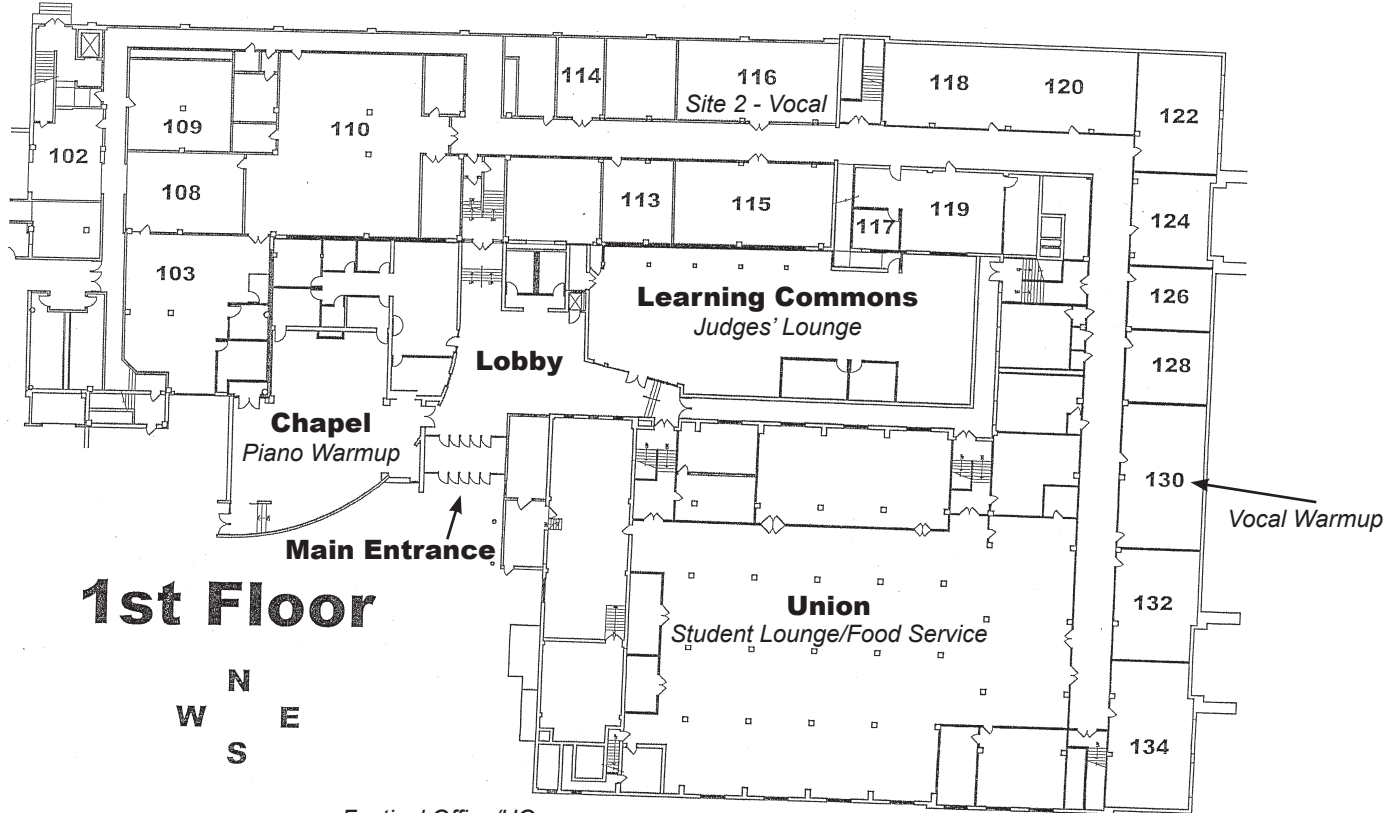 114
116
Site 2 - Vocal
118
120
122
109
110
102
108
113
115
119
117
124
103
126
Learning Commons
Judges' Lounge
Lobby
128
Chapel
Piano Warmup
130
Vocal Warmup
Main Entrance
1st Floor
Union
Student Lounge/Food Service
132
N
W E
S
134